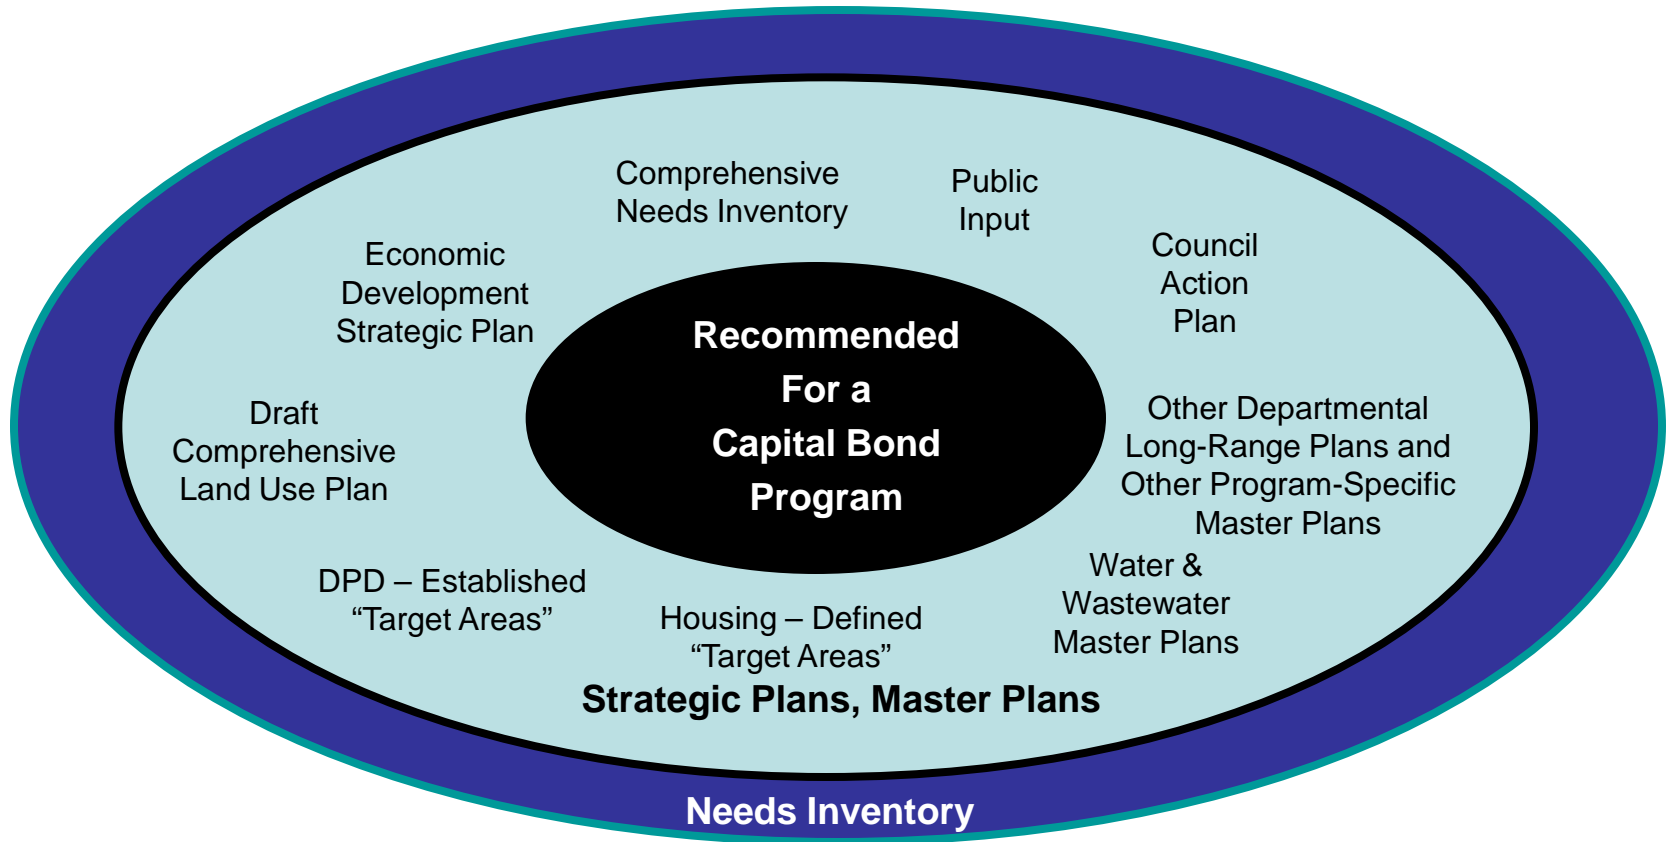 Comprehensive
Needs Inventory
Public
Input
Council
Action
Plan
Economic
Development
Strategic Plan
Recommended
For a
Capital Bond
Program
Draft
Comprehensive
Land Use Plan
Other Departmental
Long-Range Plans and
Other Program-Specific
Master Plans
DPD – Established
“Target Areas”
Housing – Defined
“Target Areas”
Water &
Wastewater
Master Plans
Strategic Plans, Master Plans
Needs Inventory